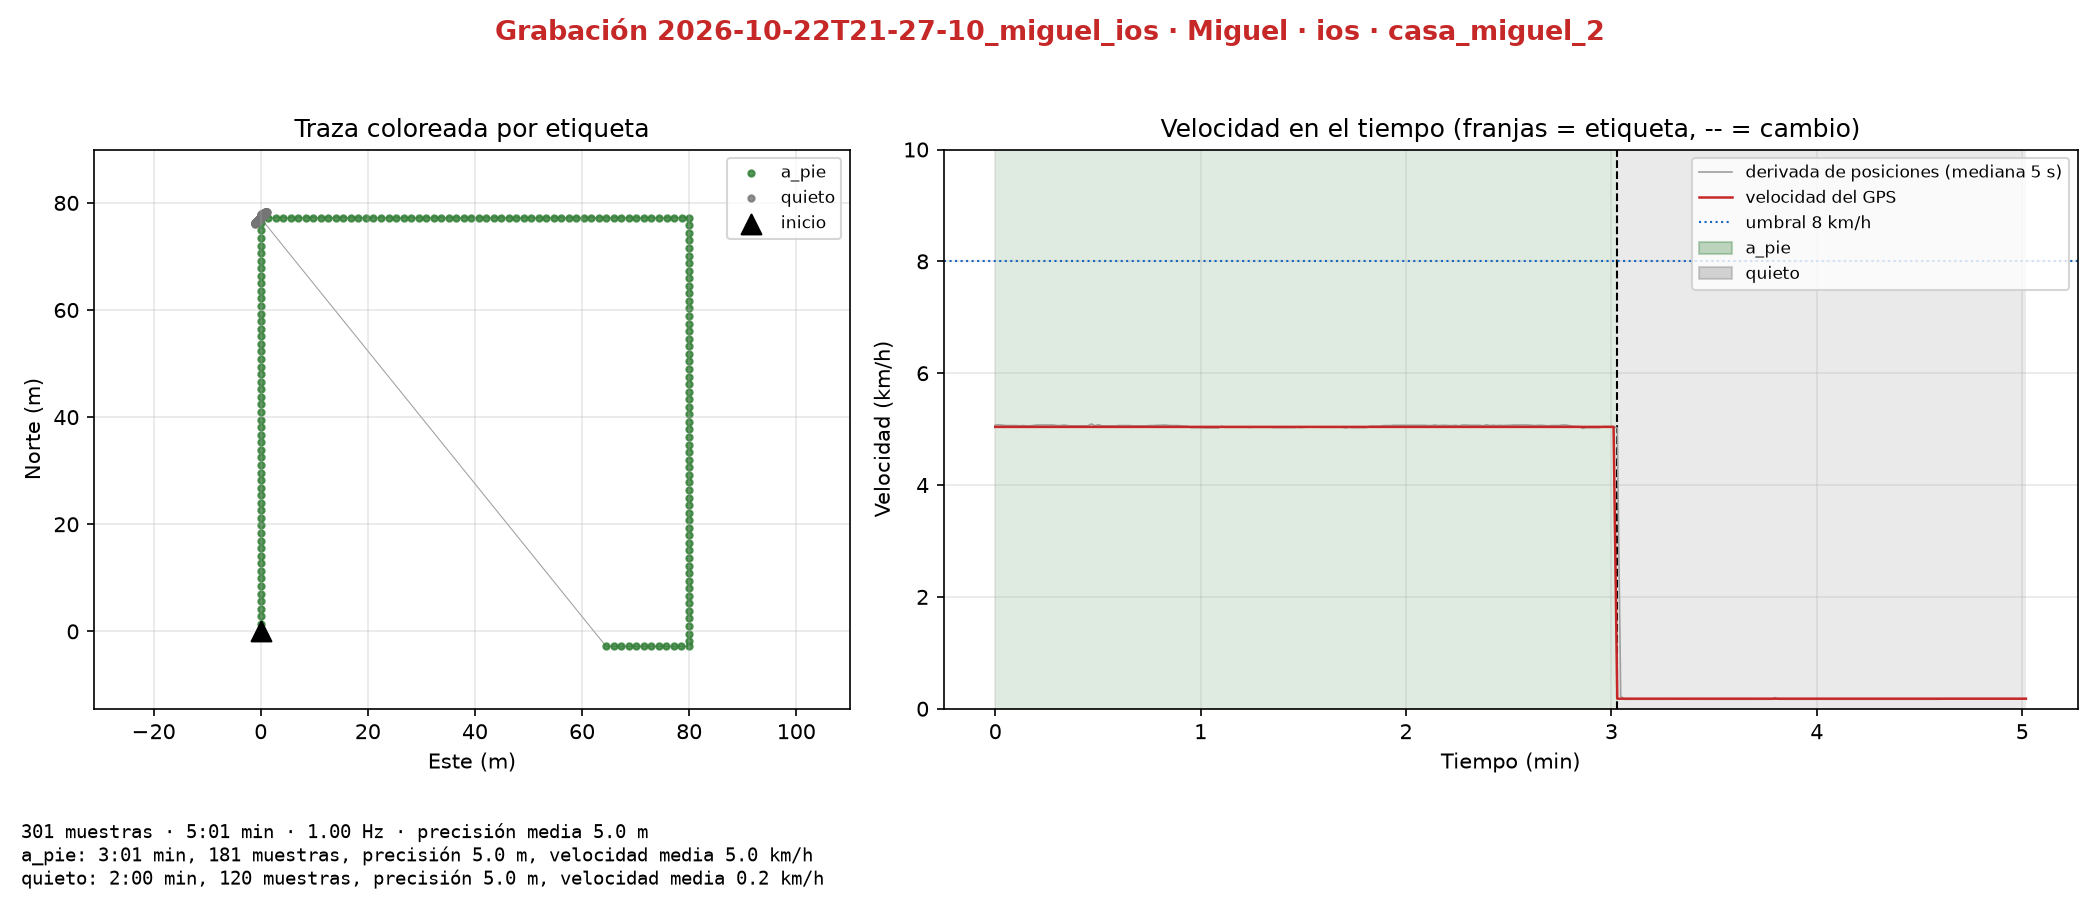 Grabación 2026-10-22T21-27-10_miguel_ios · Miguel · ios · casa_miguel_2
Traza coloreada por etiqueta
a_pie
quieto
inicio
80
60
40
20
0
Norte (m)
−20
0
20
40
60
80
100
Este (m)
Velocidad en el tiempo (franjas = etiqueta, -- = cambio)
derivada de posiciones (mediana 5 s)
velocidad del GPS
umbral 8 km/h
a_pie
quieto
10
8
6
4
2
0
Velocidad (km/h)
0
1
2
3
4
5
Tiempo (min)
301 muestras · 5:01 min · 1.00 Hz · precisión media 5.0 m
a_pie: 3:01 min, 181 muestras, precisión 5.0 m, velocidad media 5.0 km/h
quieto: 2:00 min, 120 muestras, precisión 5.0 m, velocidad media 0.2 km/h